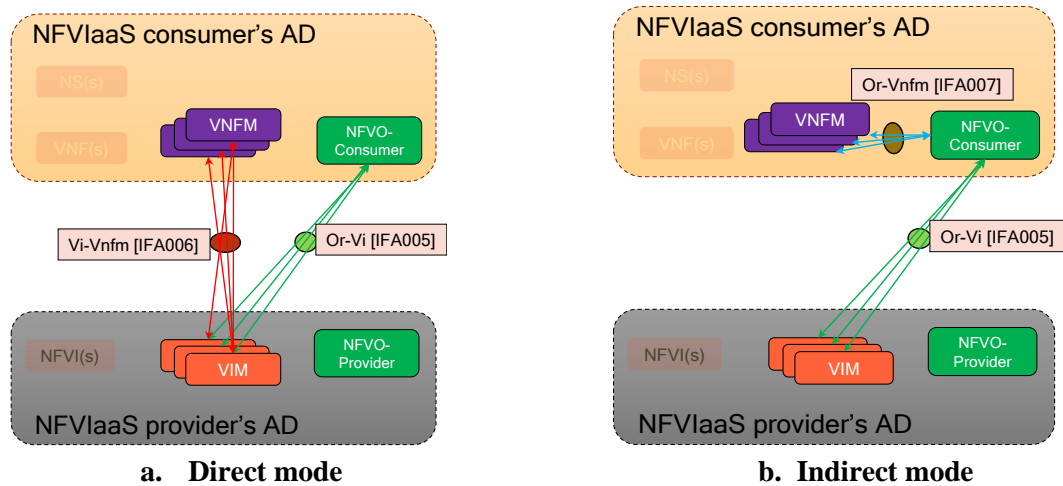 NFVIaaS consumer's AD
NS(s)
VNF(s)
VNFM
NFVO-
Consumer
Vi-Vnfm [IFA006]
Or-Vi [IFA005]
NFVI(s)
VIM
NFVO-
Provider
NFVIaaS provider's AD
a. Direct mode
NFVIaaS consumer's AD
NS(s)
Or-Vnfm [IFA007]
VNF(s)
VNFM
NFVO-
Consumer
Or-Vi [IFA005]
NFVI(s)
VIM
NFVO-
Provider
NFVIaaS provider's AD
b. Indirect mode